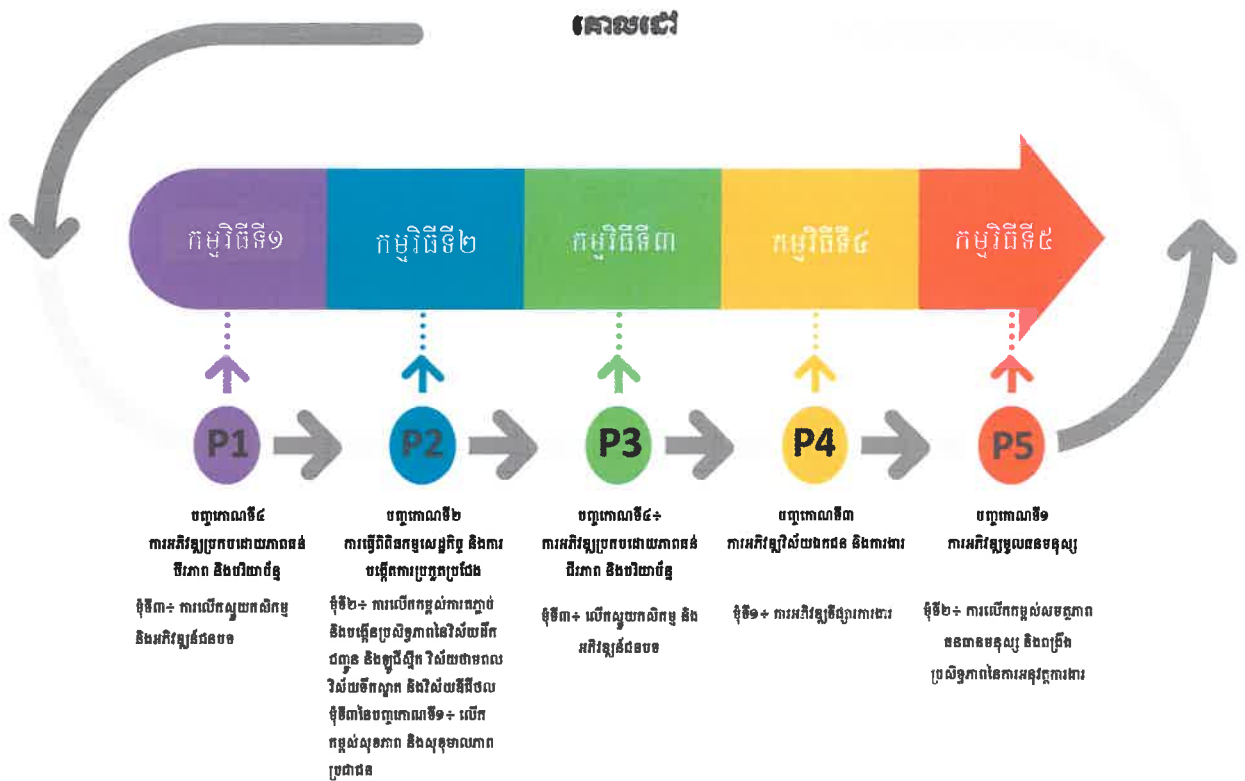 គោលដៅ
កម្មវិធីទី១
កម្មវិធីទី២
កម្មវិធីទី៣
កម្មវិធីទី៤
កម្មវិធីទី៥
P1
P2
P3
P4
P5
បញ្ចកោណទី៤
ការអភិវឌ្ឍប្រកបដោយភាពធន់
ចីរភាព និងបរិយាប័ន្ន
មុំទី៣÷ ការលើកស្ទួយកសិកម្ម
និងអភិវឌ្ឍន៍ជនបទ
បញ្ចកោណទី២
ការធ្វើពិពិធកម្មសេដ្ឋកិច្ច និងការ
បង្កើតការប្រកួតប្រជែង
មុំទី២÷ ការលើកកម្ពស់ការតភ្ជាប់
និងបង្កើនប្រសិទ្ធភាពនៃវិស័យដឹក
ជញ្ជូន និងឡូជីស្ទីក វិស័យថាមពល
វិស័យទឹកស្អាត និងវិស័យឌីជីថល
មុំទី៣នៃបញ្ចកោណទី១÷ លើក
កម្ពស់សុខភាព និងសុខុមាលភាព
ប្រជាជន
បញ្ចកោណទី៤÷
ការអភិវឌ្ឍប្រកបដោយភាពធន់
ចីរភាព និងបរិយាប័ន្ន
មុំទី៣÷ លើកស្ទួយកសិកម្ម និង
អភិវឌ្ឍន៍ជនបទ
បញ្ចកោណទី៣
ការអភិវឌ្ឍវិស័យឯកជន និងការងារ
មុំទី១÷ ការអភិវឌ្ឍទីផ្សារការងារ
បញ្ចកោណទី១
ការអភិវឌ្ឍមូលធនមនុស្ស
មុំទី២÷ ការលើកកម្ពស់សមត្ថភាព
ធនធានមនុស្ស និងពង្រឹង
ប្រសិទ្ធភាពនៃការអនុវត្តការងារ